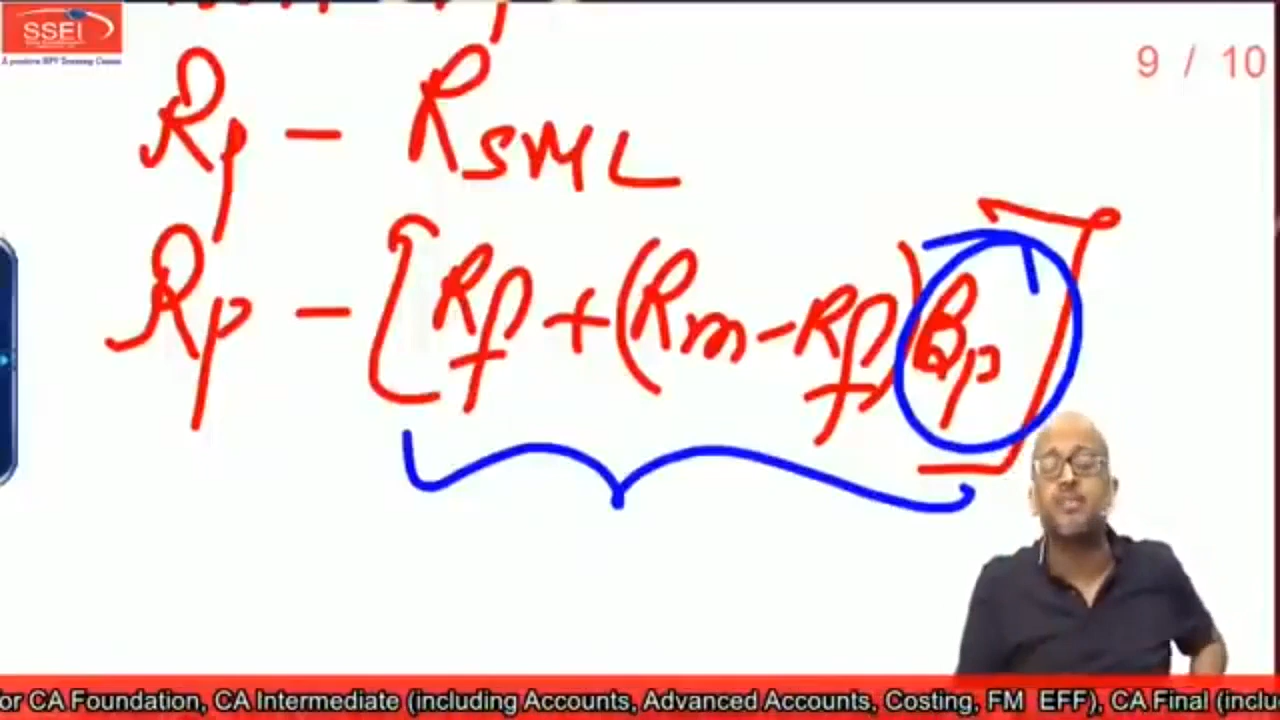 SSEI
9 / 10
Rp - RSML
Rp - [Rf + (Rm - Rf) Bp]
or CA Foundation, CA Intermediate (including Accounts, Advanced Accounts, Costing, FM EFF), CA Final (inclu